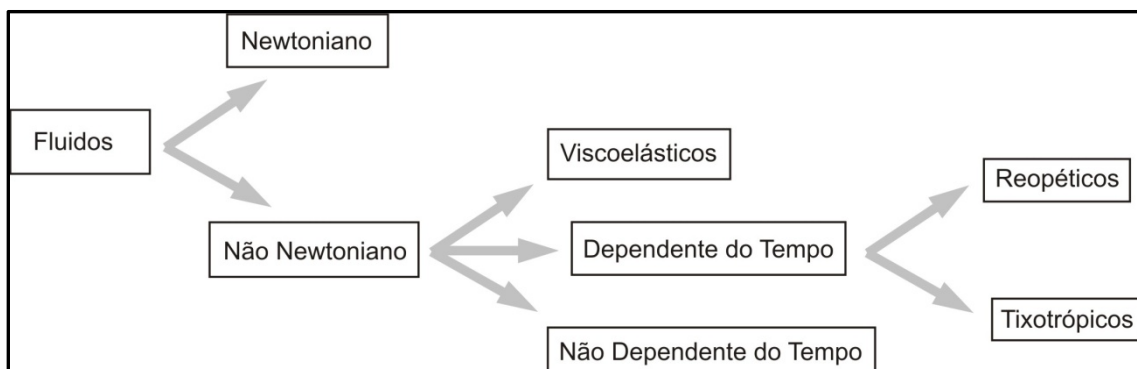 Newtoniano
Fluidos
Viscoelásticos
Reopéticos
Não Newtoniano
Dependente do Tempo
Tixotrópicos
Não Dependente do Tempo